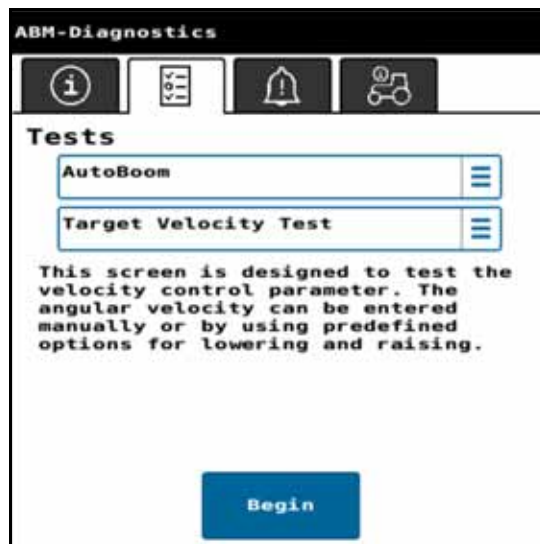 ABM-Diagnostics
Tests
AutoBoom
Target Velocity Test
This screen is designed to test the
velocity control parameter. The
angular velocity can be entered
manually or by using predefined
options for lowering and raising.
Begin